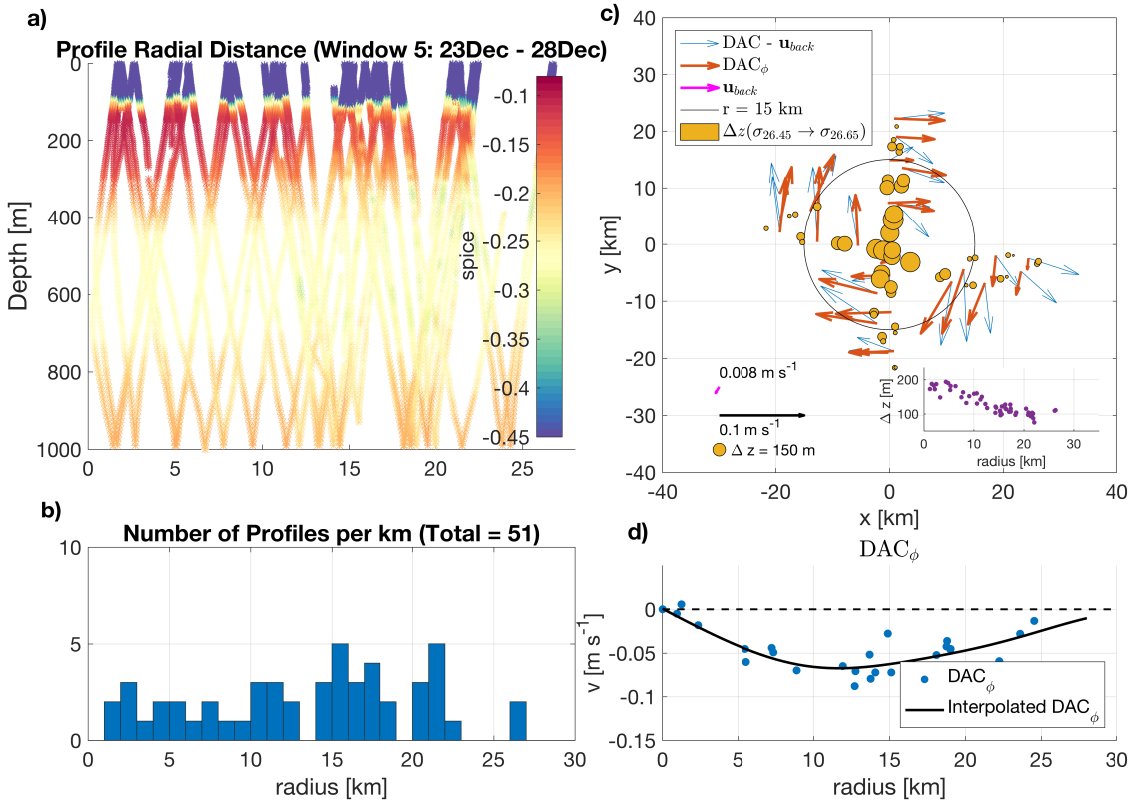 a)
Profile Radial Distance (Window 5: 23Dec - 28Dec)
Depth [m]
0
200
400
600
800
1000
0
5
10
15
20
25
spice
-0.1
-0.15
-0.2
-0.25
-0.3
-0.35
-0.4
-0.45
b)
Number of Profiles per km (Total = 51)
10
5
0
0
5
10
15
20
25
30
radius [km]
c)
DAC - u_back
DAC_ϕ
u_back
r = 15 km
Δz(σ_26.45 → σ_26.65)
y [km]
40
30
20
10
0
-10
-20
-30
-40
-40
-20
0
20
40
x [km]
0.008 m s⁻¹
0.1 m s⁻¹
Δ z = 150 m
Δ z [m]
200
100
0
10
20
30
radius [km]
d)
DAC_ϕ
v [m s⁻¹]
0
-0.05
-0.1
-0.15
0
5
10
15
20
25
30
radius [km]
DAC_ϕ
Interpolated DAC_ϕ